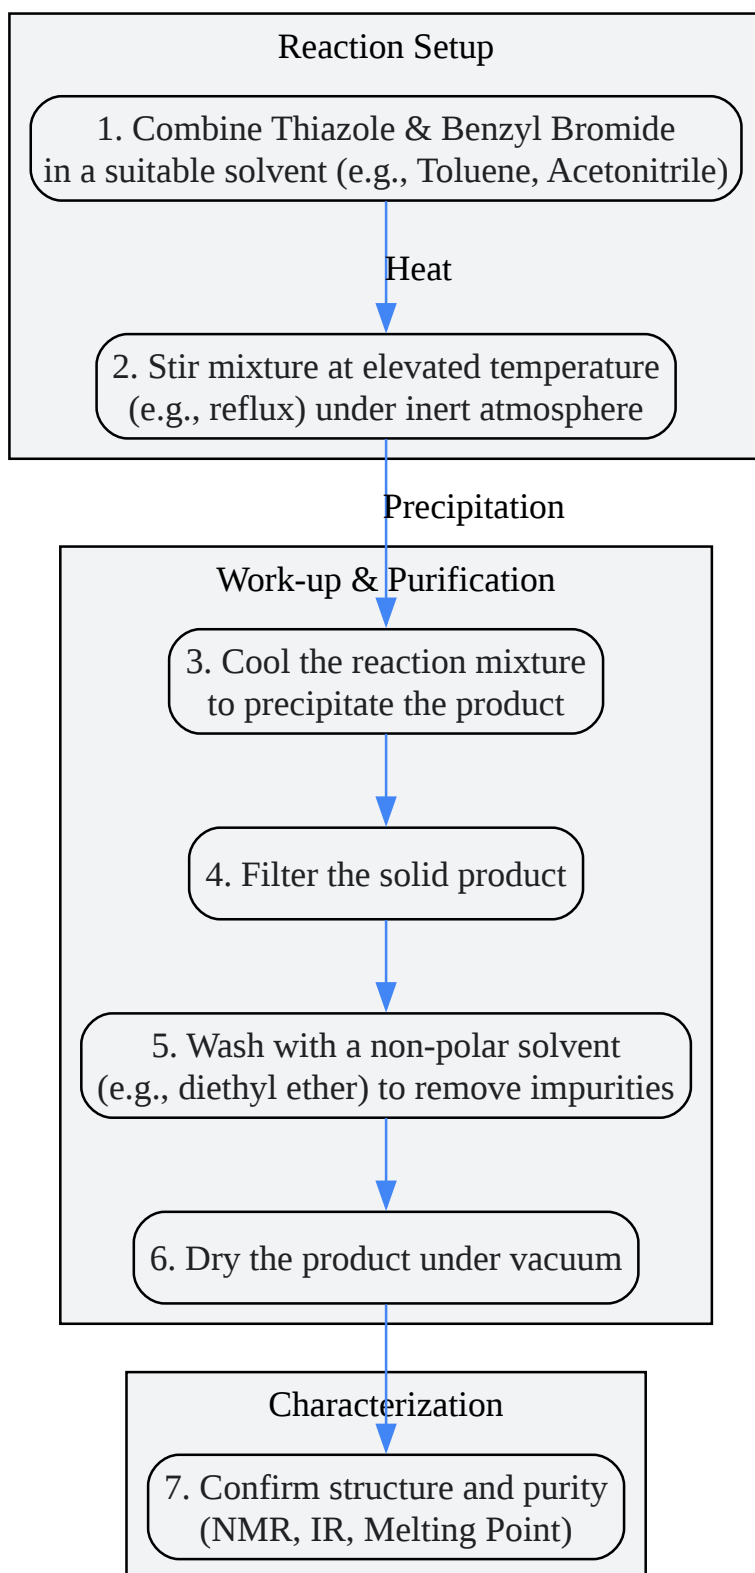 Reaction Setup
1. Combine Thiazole & Benzyl Bromide
in a suitable solvent (e.g., Toluene, Acetonitrile)
Heat
2. Stir mixture at elevated temperature
(e.g., reflux) under inert atmosphere
Precipitation
Work-up & Purification
3. Cool the reaction mixture
to precipitate the product
4. Filter the solid product
5. Wash with a non-polar solvent
(e.g., diethyl ether) to remove impurities
6. Dry the product under vacuum
Characterization
7. Confirm structure and purity
(NMR, IR, Melting Point)